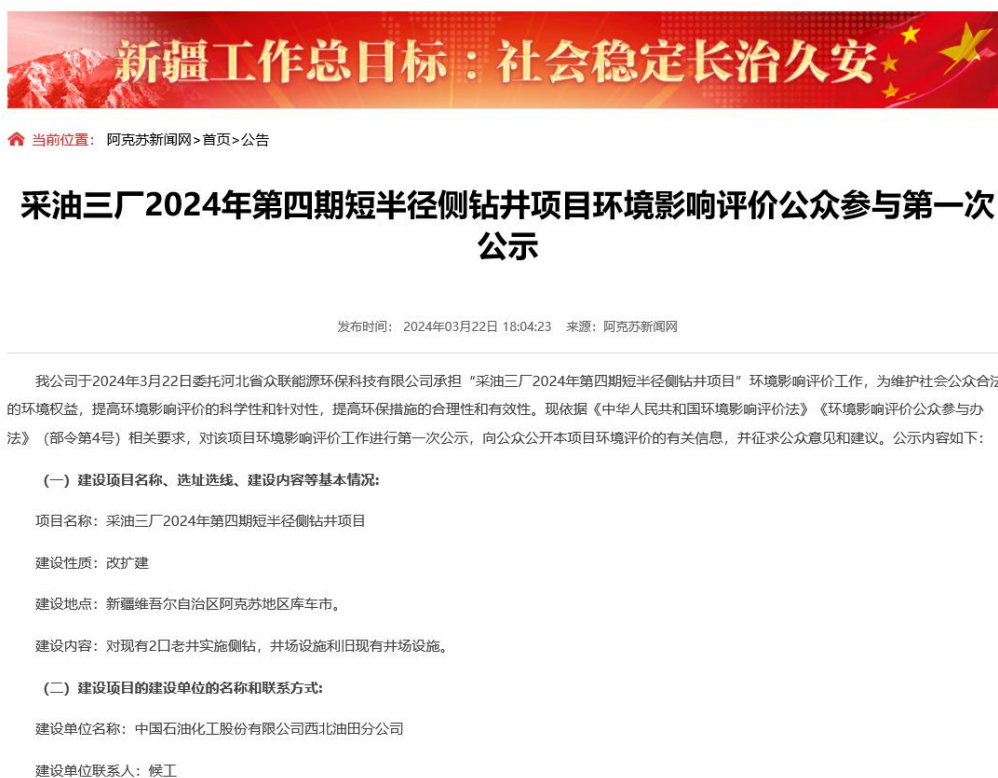 新疆工作总目标：社会稳定长治久安
当前位置： 阿克苏新闻网>首页>公告
采油三厂2024年第四期短半径侧钻井项目环境影响评价公众参与第一次
公示
发布时间： 2024年03月22日 18:04:23 来源：阿克苏新闻网
我公司于2024年3月22日委托河北省众联能源环保科技有限公司承担“采油三厂2024年第四期短半径侧钻井项目”环境影响评价工作，为维护社会公众合法
的环境权益，提高环境影响评价的科学性和针对性，提高环保措施的合理性和有效性。现依据《中华人民共和国环境影响评价法》《环境影响评价公众参与办
法》（部令第4号）相关要求，对该项目环境影响评价工作进行第一次公示，向公众公开本项目环境评价的有关信息，并征求公众意见和建议。公示内容如下：
（一）建设项目名称、选址选线、建设内容等基本情况:
项目名称：采油三厂2024年第四期短半径侧钻井项目
建设性质：改扩建
建设地点：新疆维吾尔自治区阿克苏地区库车市。
建设内容：对现有2口老井实施侧钻，井场设施利旧现有井场设施。
（二）建设项目的建设单位的名称和联系方式:
建设单位名称：中国石油化工股份有限公司西北油田分公司
建设单位联系人：候工